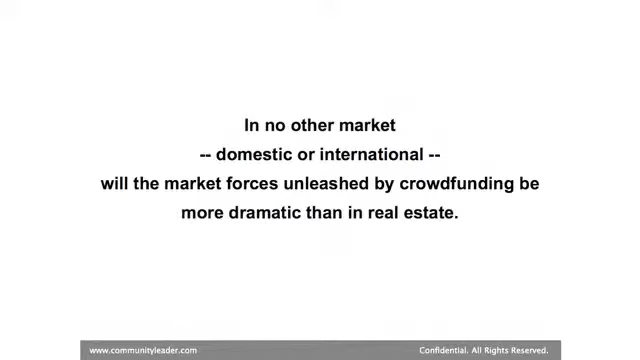 In no other market
-- domestic or international --
will the market forces unleashed by crowdfunding be
more dramatic than in real estate.
www.communityleader.com
Confidential. All Rights Reserved.